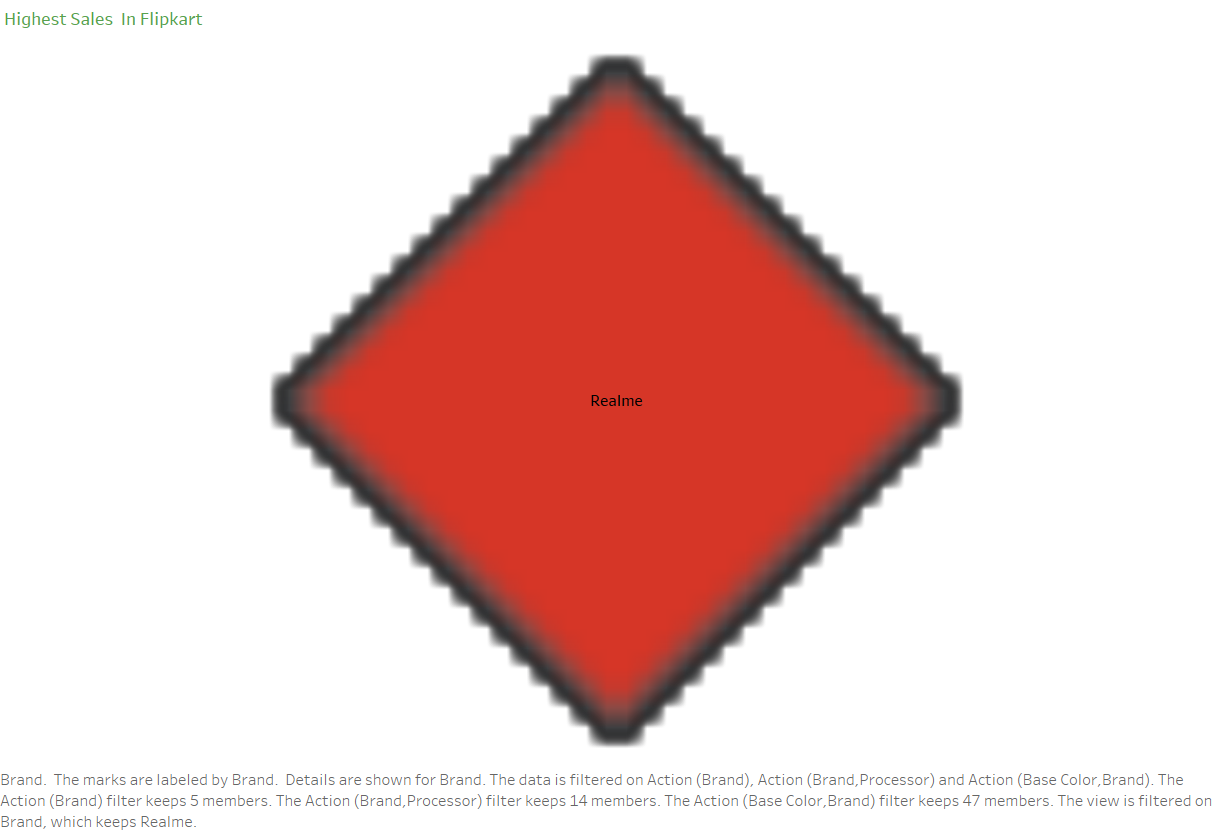 Highest Sales  In Flipkart
Realme
Brand.  The marks are labeled by Brand.  Details are shown for Brand. The data is filtered on Action (Brand), Action (Brand,Processor) and Action (Base Color,Brand). The
Action (Brand) filter keeps 5 members. The Action (Brand,Processor) filter keeps 14 members. The Action (Base Color,Brand) filter keeps 47 members. The view is filtered on
Brand, which keeps Realme.